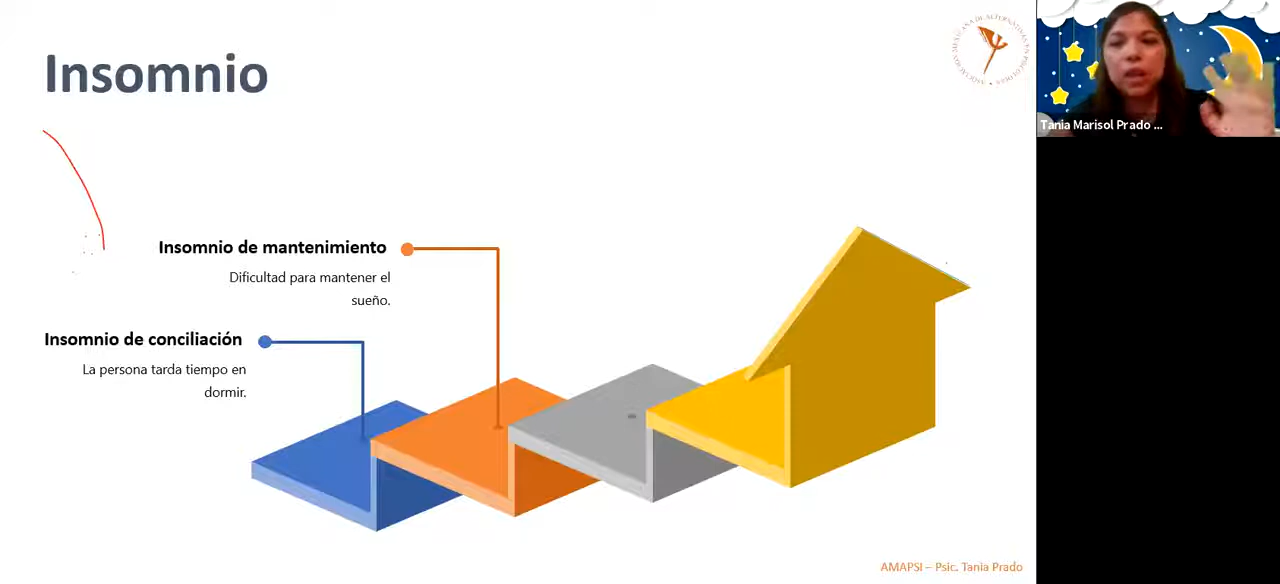 Insomnio
Insomnio de mantenimiento
Dificultad para mantener el
sueño.
Insomnio de conciliación
La persona tarda tiempo en
dormir.
AMAPSI – Psic. Tania Prado
Tania Marisol Prado ...